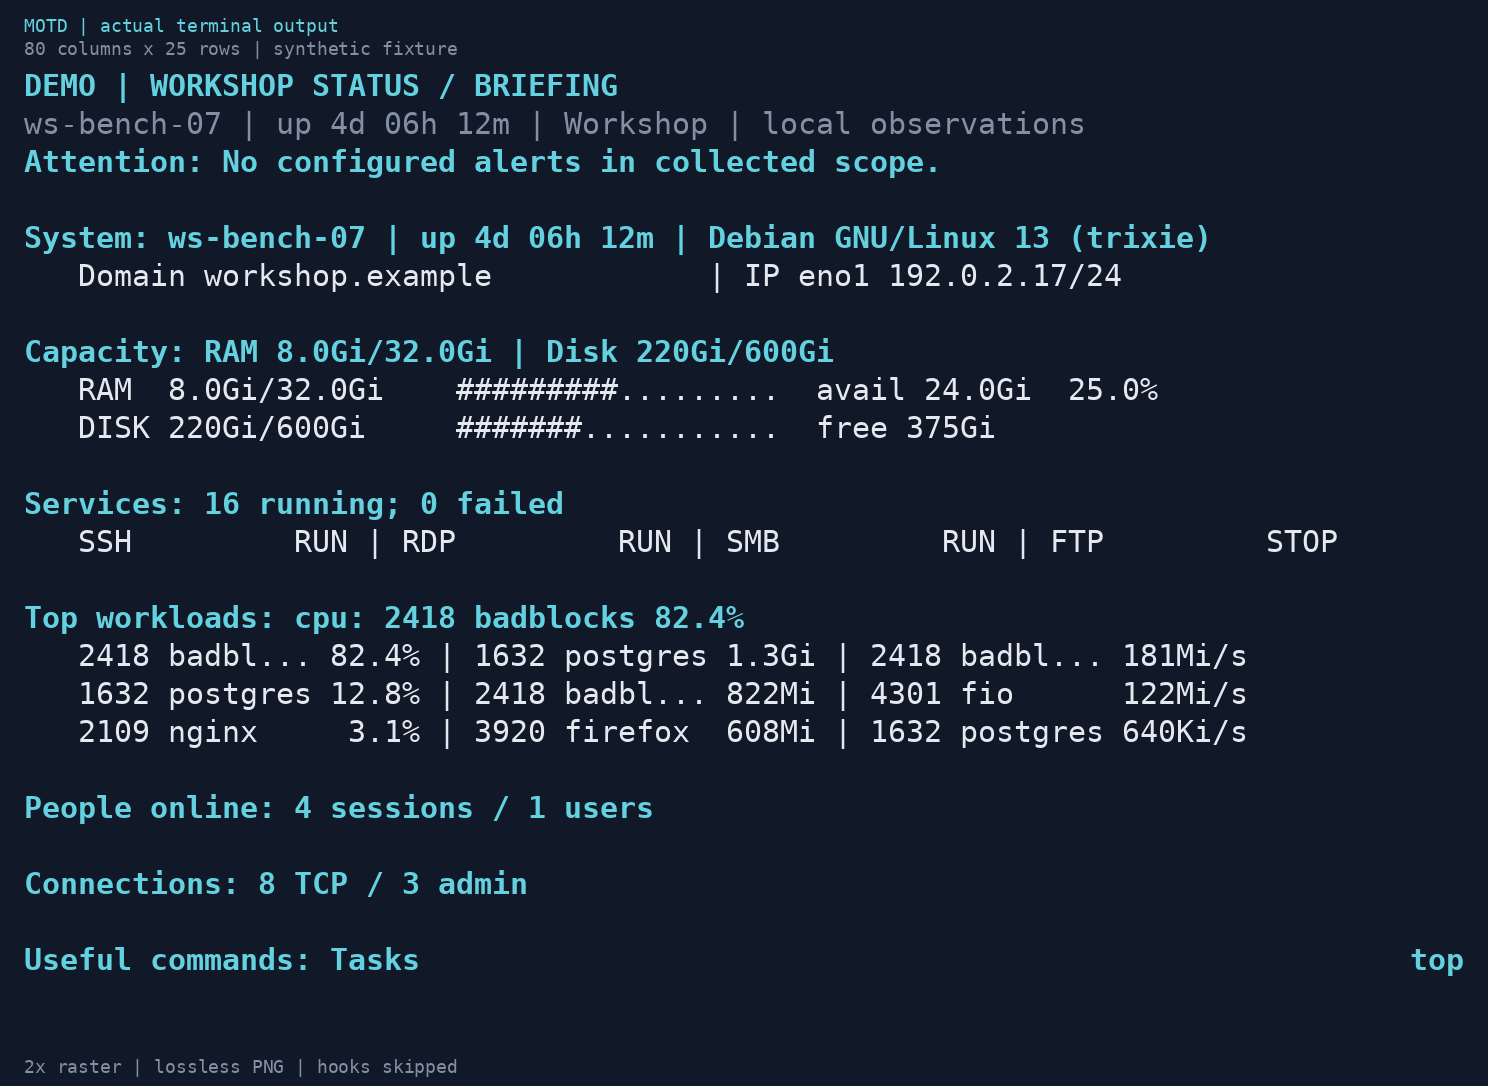 MOTD | actual terminal output
80 columns x 25 rows | synthetic fixture
DEMO | WORKSHOP STATUS / BRIEFING
ws-bench-07 | up 4d 06h 12m | Workshop | local observations
Attention: No configured alerts in collected scope.
System: ws-bench-07 | up 4d 06h 12m | Debian GNU/Linux 13 (trixie)
   Domain workshop.example            | IP eno1 192.0.2.17/24
Capacity: RAM 8.0Gi/32.0Gi | Disk 220Gi/600Gi
   RAM  8.0Gi/32.0Gi    #########.........  avail 24.0Gi  25.0%
   DISK 220Gi/600Gi     #######...........  free 375Gi
Services: 16 running; 0 failed
   SSH         RUN | RDP         RUN | SMB         RUN | FTP         STOP
Top workloads: cpu: 2418 badblocks 82.4%
   2418 badbl... 82.4% | 1632 postgres 1.3Gi | 2418 badbl... 181Mi/s
   1632 postgres 12.8% | 2418 badbl... 822Mi | 4301 fio      122Mi/s
   2109 nginx     3.1% | 3920 firefox  608Mi | 1632 postgres 640Ki/s
People online: 4 sessions / 1 users
Connections: 8 TCP / 3 admin
Useful commands: Tasks                                                       top
2x raster | lossless PNG | hooks skipped